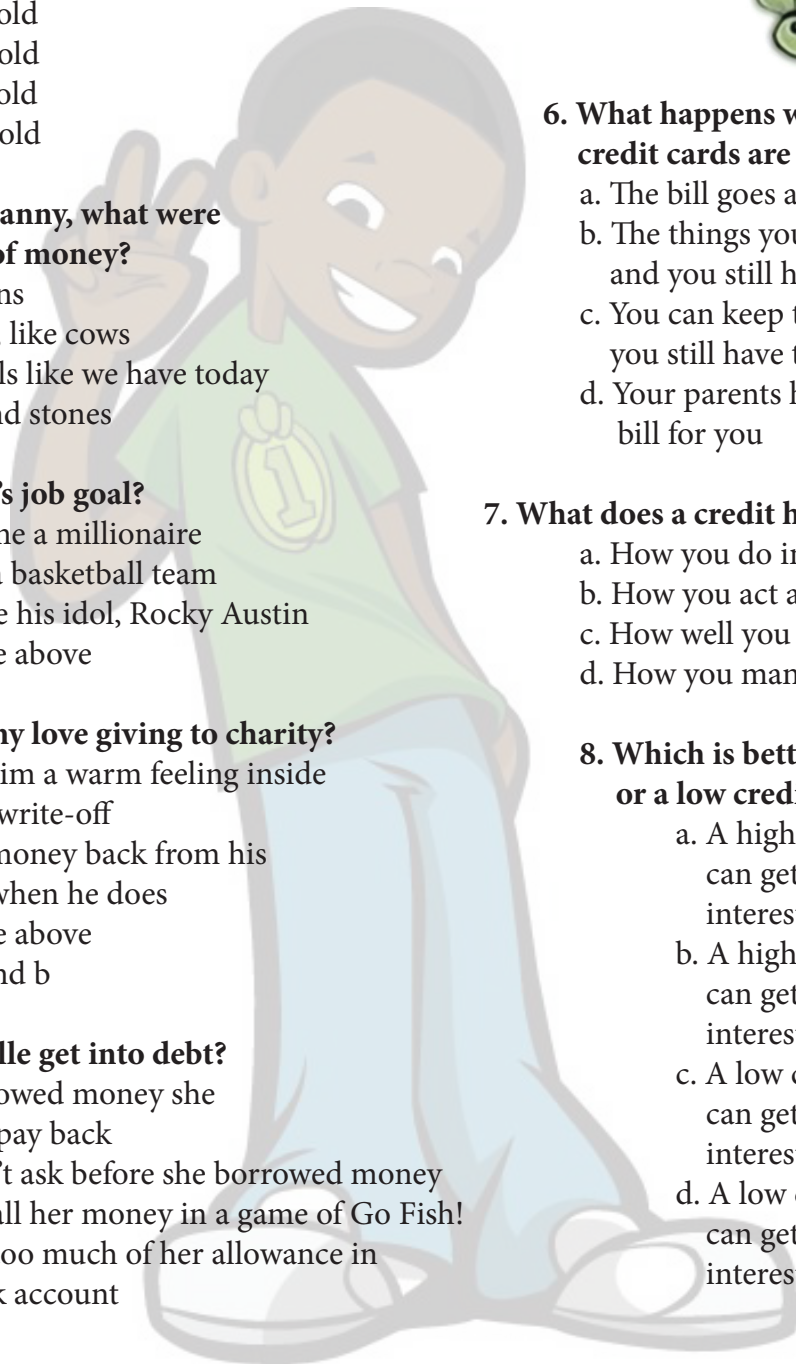 old
old
old
old
anny, what were
of money?
ns
, like cows
ls like we have today
nd stones
's job goal?
ne a millionaire
a basketball team
e his idol, Rocky Austin
e above
ny love giving to charity?
im a warm feeling inside
write-off
money back from his
when he does
e above
nd b
lle get into debt?
owed money she
pay back
't ask before she borrowed money
all her money in a game of Go Fish!
too much of her allowance in
k account
1
6. What happens w
credit cards are
a. The bill goes a
b. The things you
and you still h
c. You can keep t
you still have t
d. Your parents h
bill for you
7. What does a credit h
a. How you do in
b. How you act a
c. How well you
d. How you man
8. Which is bett
or a low credi
a. A high
can get
interes
b. A high
can get
interes
c. A low c
can get
interes
d. A low c
can get
interes